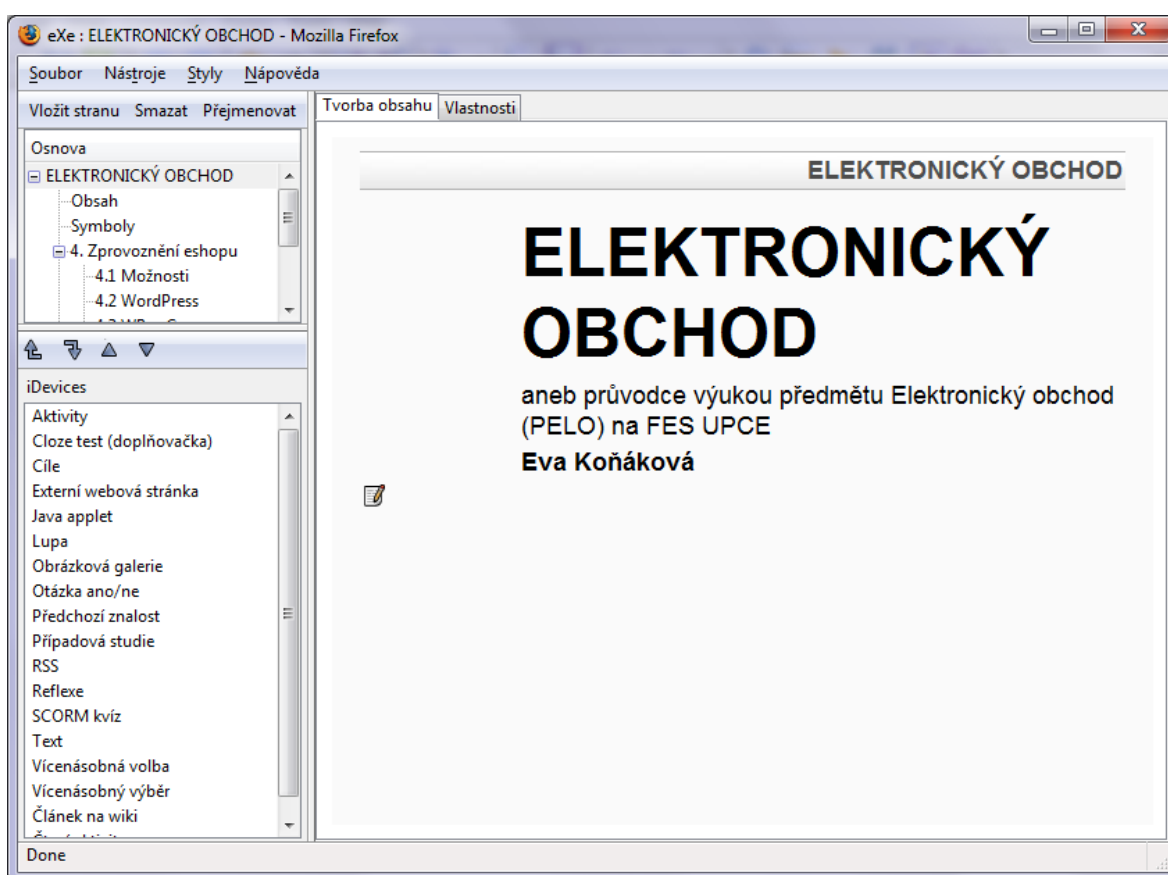 eXe : ELEKTRONICKÝ OBCHOD - Mozilla Firefox
Soubor Nástroje Styly Nápověda
Vložit stranu Smazat Přejmenovat
Osnova
ELEKTRONICKÝ OBCHOD
Obsah
Symboly
4. Zprovoznění eshopu
4.1 Možnosti
4.2 WordPress
iDevices
Aktivity
Cloze test (doplňovačka)
Cíle
Externí webová stránka
Java applet
Lupa
Obrázková galerie
Otázka ano/ne
Předchozí znalost
Případová studie
RSS
Reflexe
SCORM kvíz
Text
Vícenásobná volba
Vícenásobný výběr
Článek na wiki
Tvorba obsahu Vlastnosti
ELEKTRONICKÝ OBCHOD
ELEKTRONICKÝ
OBCHOD
aneb průvodce výukou předmětu Elektronický obchod
(PELO) na FES UPCE
Eva Koňáková
Done